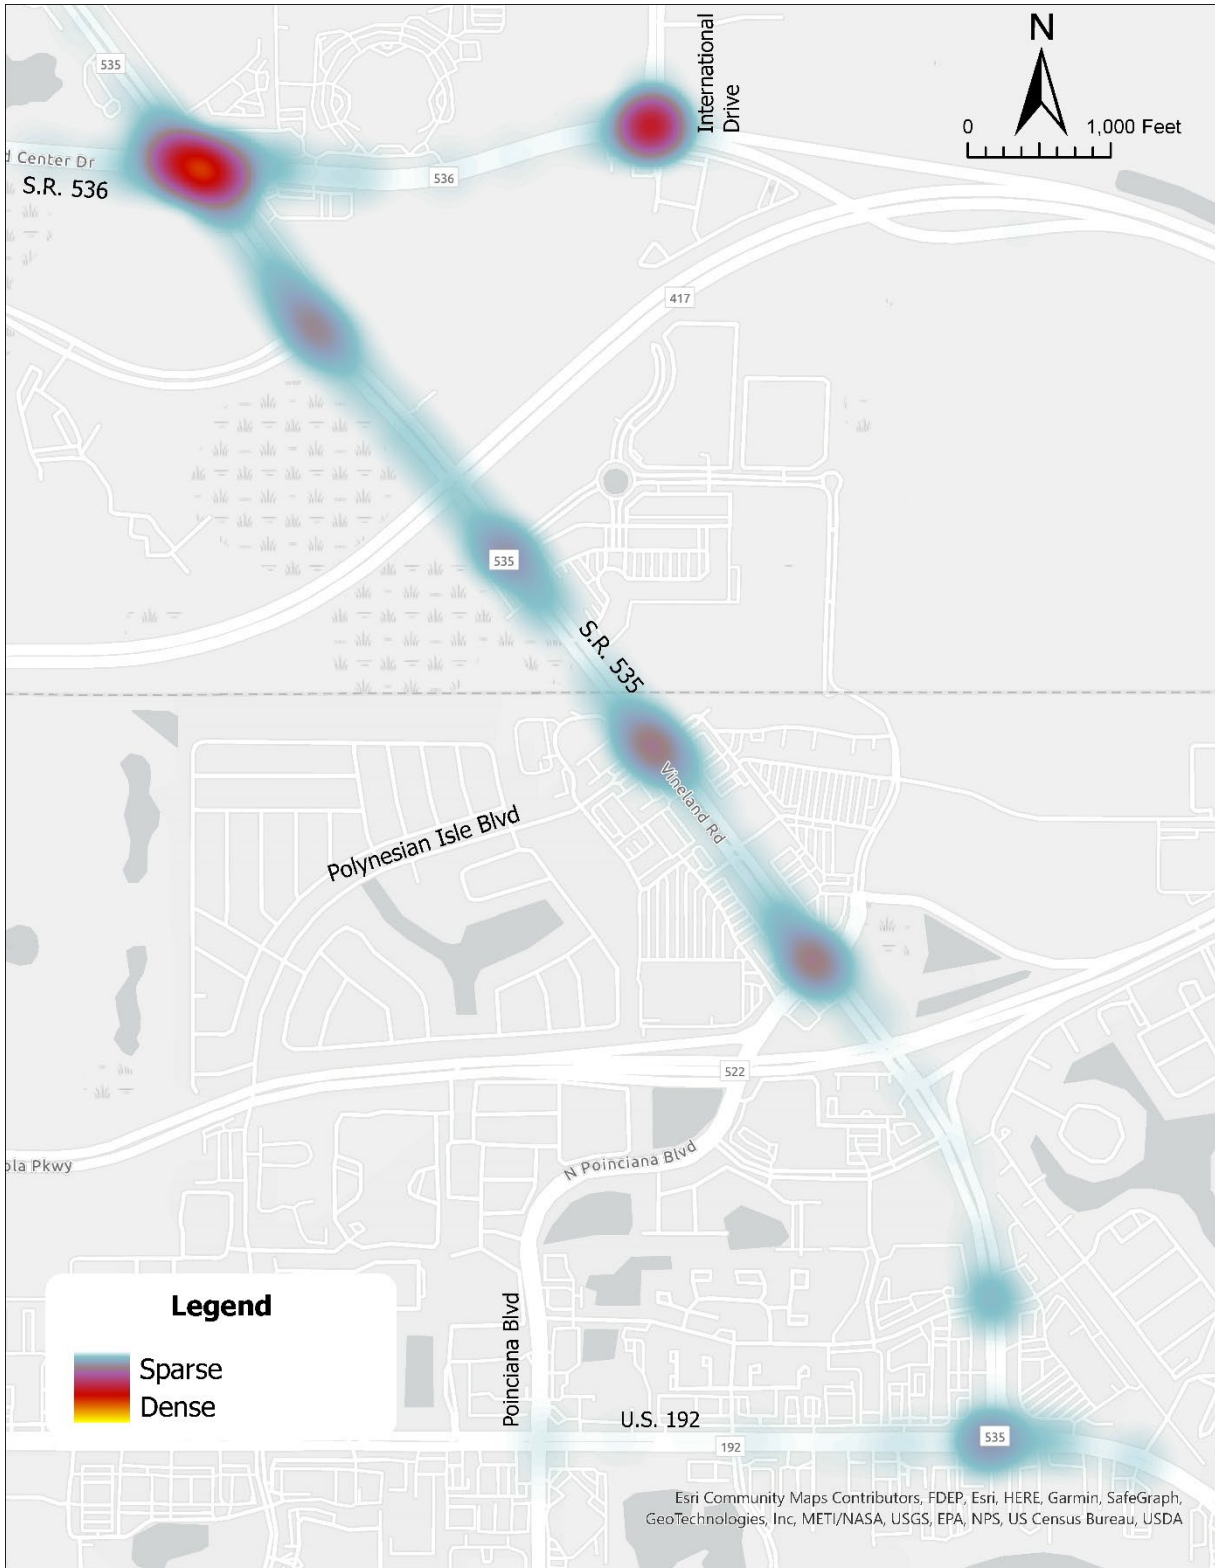 535
International
Drive
N
0 1,000 Feet
d Center Dr
S.R. 536
536
417
535
S.R. 535
Vineland Rd
Polynesian Isle Blvd
522
N Poinciana Blvd
ola Pkwy
Poinciana Blvd
Legend
Sparse
Dense
U.S. 192
192
535
Esri Community Maps Contributors, FDEP, Esri, HERE, Garmin, SafeGraph,
GeoTechnologies, Inc, METI/NASA, USGS, EPA, NPS, US Census Bureau, USDA